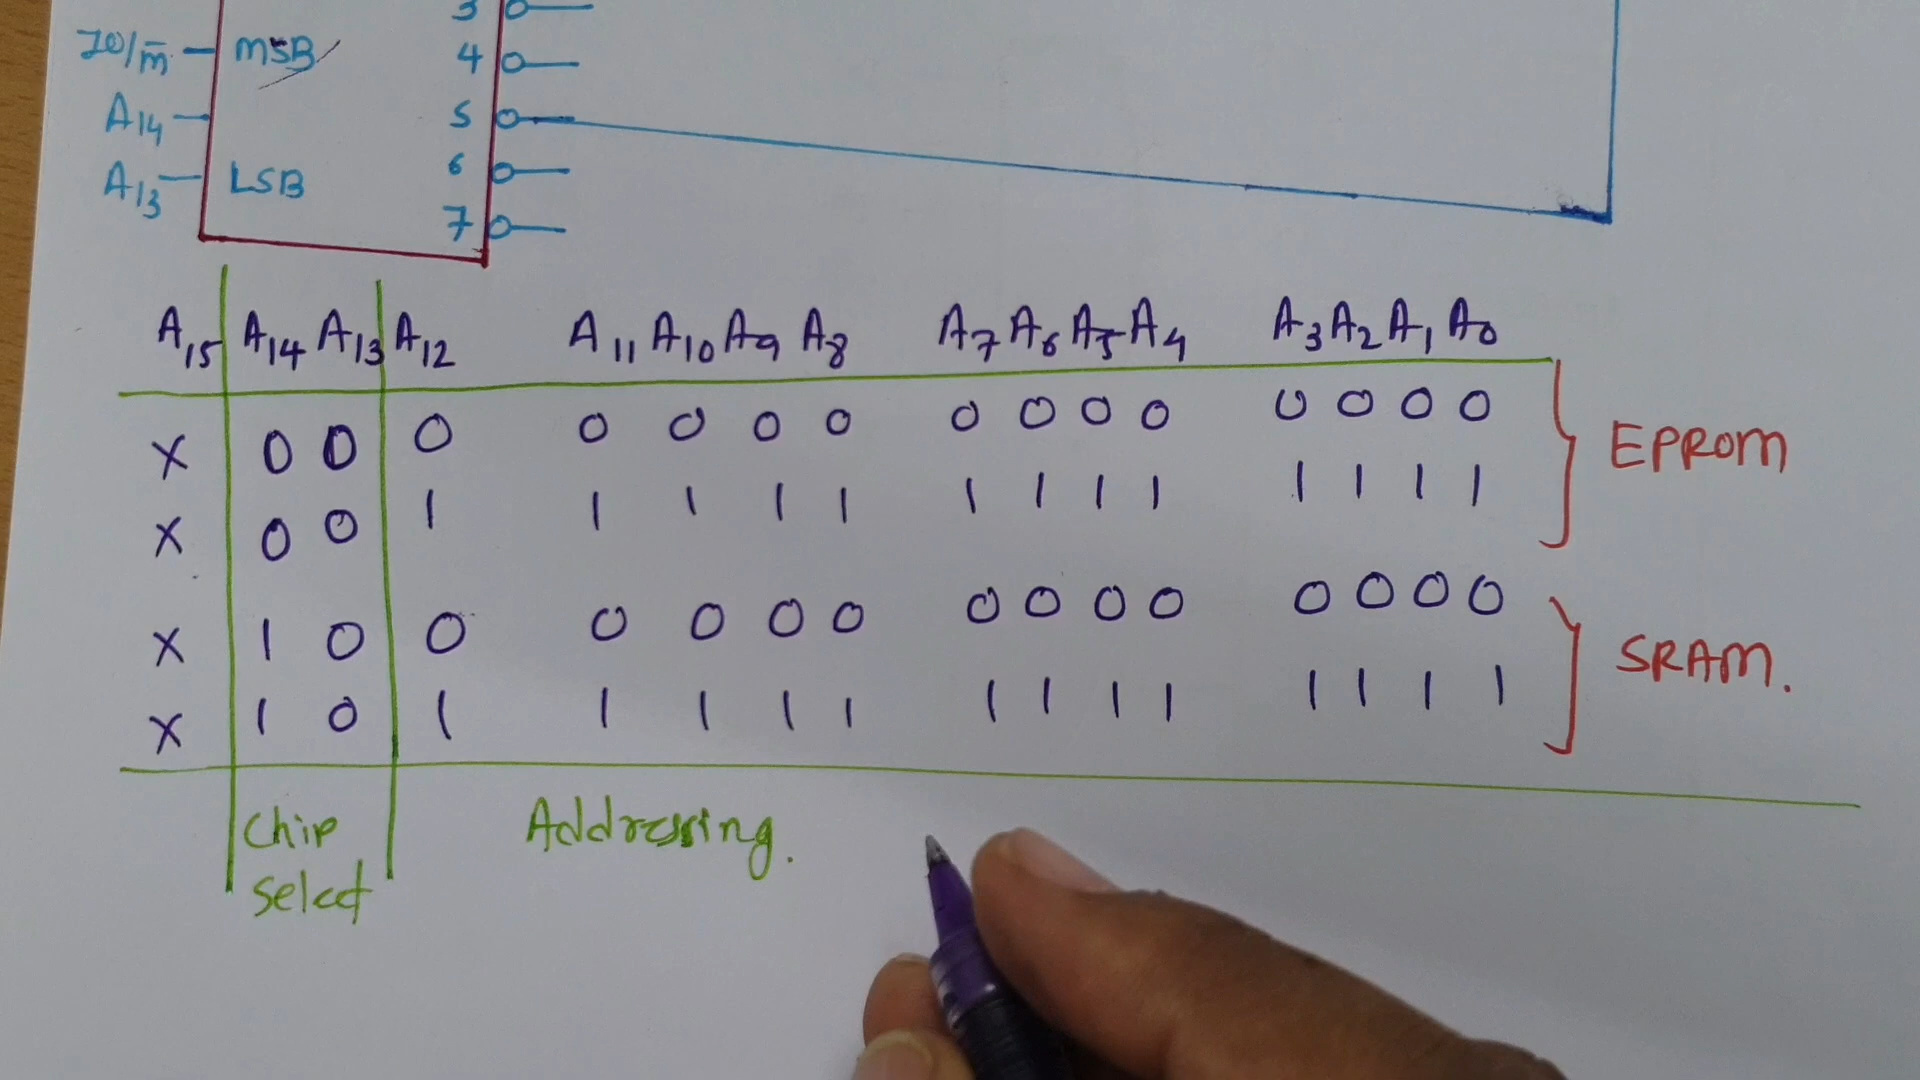 3
IO/m̅ MSB 4
A14 5
6
A13 LSB
7
A15 A14 A13 A12 A11 A10 A9 A8 A7 A6 A5 A4 A3 A2 A1 A0
X 0 0 0 0 0 0 0 0 0 0 0 0 0 0 0
EPROM
X 0 0 1 1 1 1 1 1 1 1 1 1 1 1 1
X 1 0 0 0 0 0 0 0 0 0 0 0 0 0 0
SRAM.
X 1 0 1 1 1 1 1 1 1 1 1 1 1 1 1
Chip Addressing.
Select